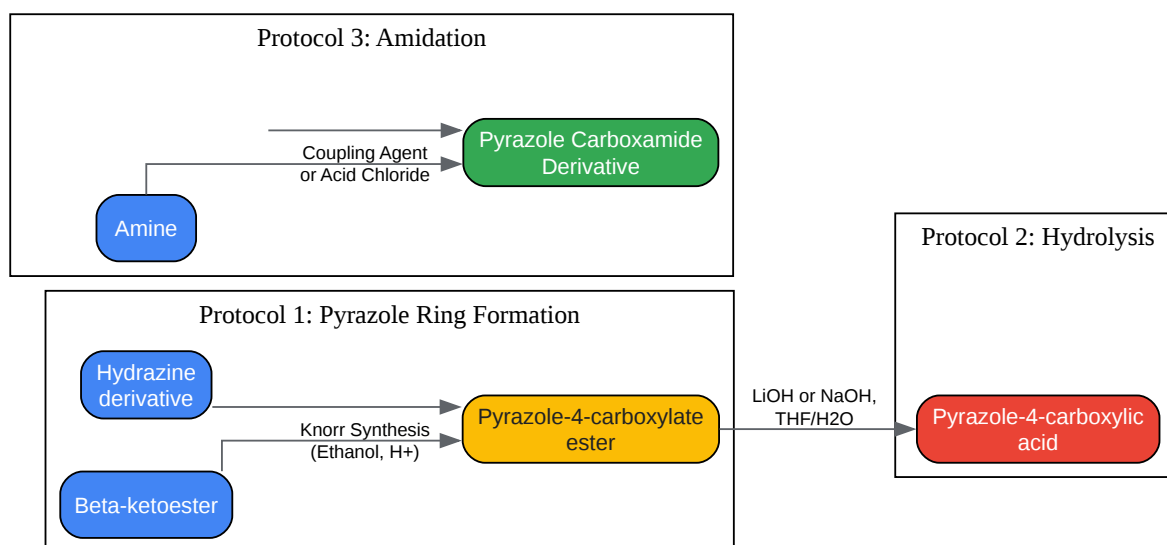 Protocol 3: Amidation
Pyrazole Carboxamide
Derivative
Coupling Agent
or Acid Chloride
Amine
Protocol 2: Hydrolysis
Protocol 1: Pyrazole Ring Formation
Hydrazine
derivative
Pyrazole-4-carboxylate
ester
Knorr Synthesis
(Ethanol, H+)
Beta-ketoester
LiOH or NaOH,
THF/H2O
Pyrazole-4-carboxylic
acid